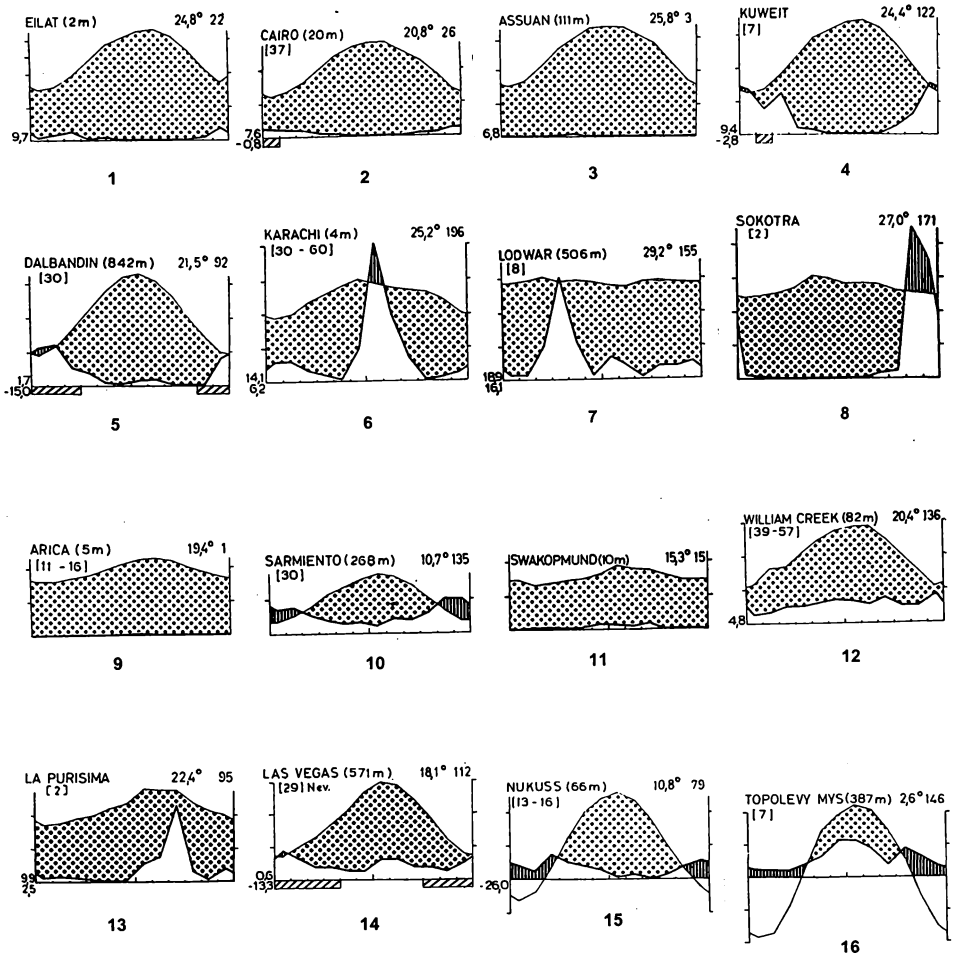 EILAT (2m) 24,8° 22
9,7
1
CAIRO (20m) 20,8° 26
[37]
7,6
-0,8
2
ASSUAN (111m) 25,8° 3
6,8
3
KUWEIT 24,4° 122
[7]
9,4
-2,8
4
DALBANDIN (842m) 21,5° 92
[30]
1,7
-15,0
5
KARACHI (4m) 25,2° 196
[30 - 60]
14,1
6,2
6
LODWAR (506m) 29,2° 155
[8]
16,1
7
SOKOTRA 27,0° 171
[2]
8
ARICA (5m) 19,4° 1
[11 - 16]
9
SARMIENTO (268m) 10,7° 135
[30]
10
SWAKOPMUND (10m) 15,3° 15
11
WILLIAM CREEK (82m) 20,4° 136
[39-57]
4,8
12
LA PURISIMA 22,4° 95
[2]
9,9
2,5
13
LAS VEGAS (571m) 18,1° 112
[29] Nev.
0,6
-13,3
14
NUKUSS (66m) 10,8° 79
[13-16]
-26,0
15
TOPOLEVY MYS (387m) 2,6° 146
[7]
16